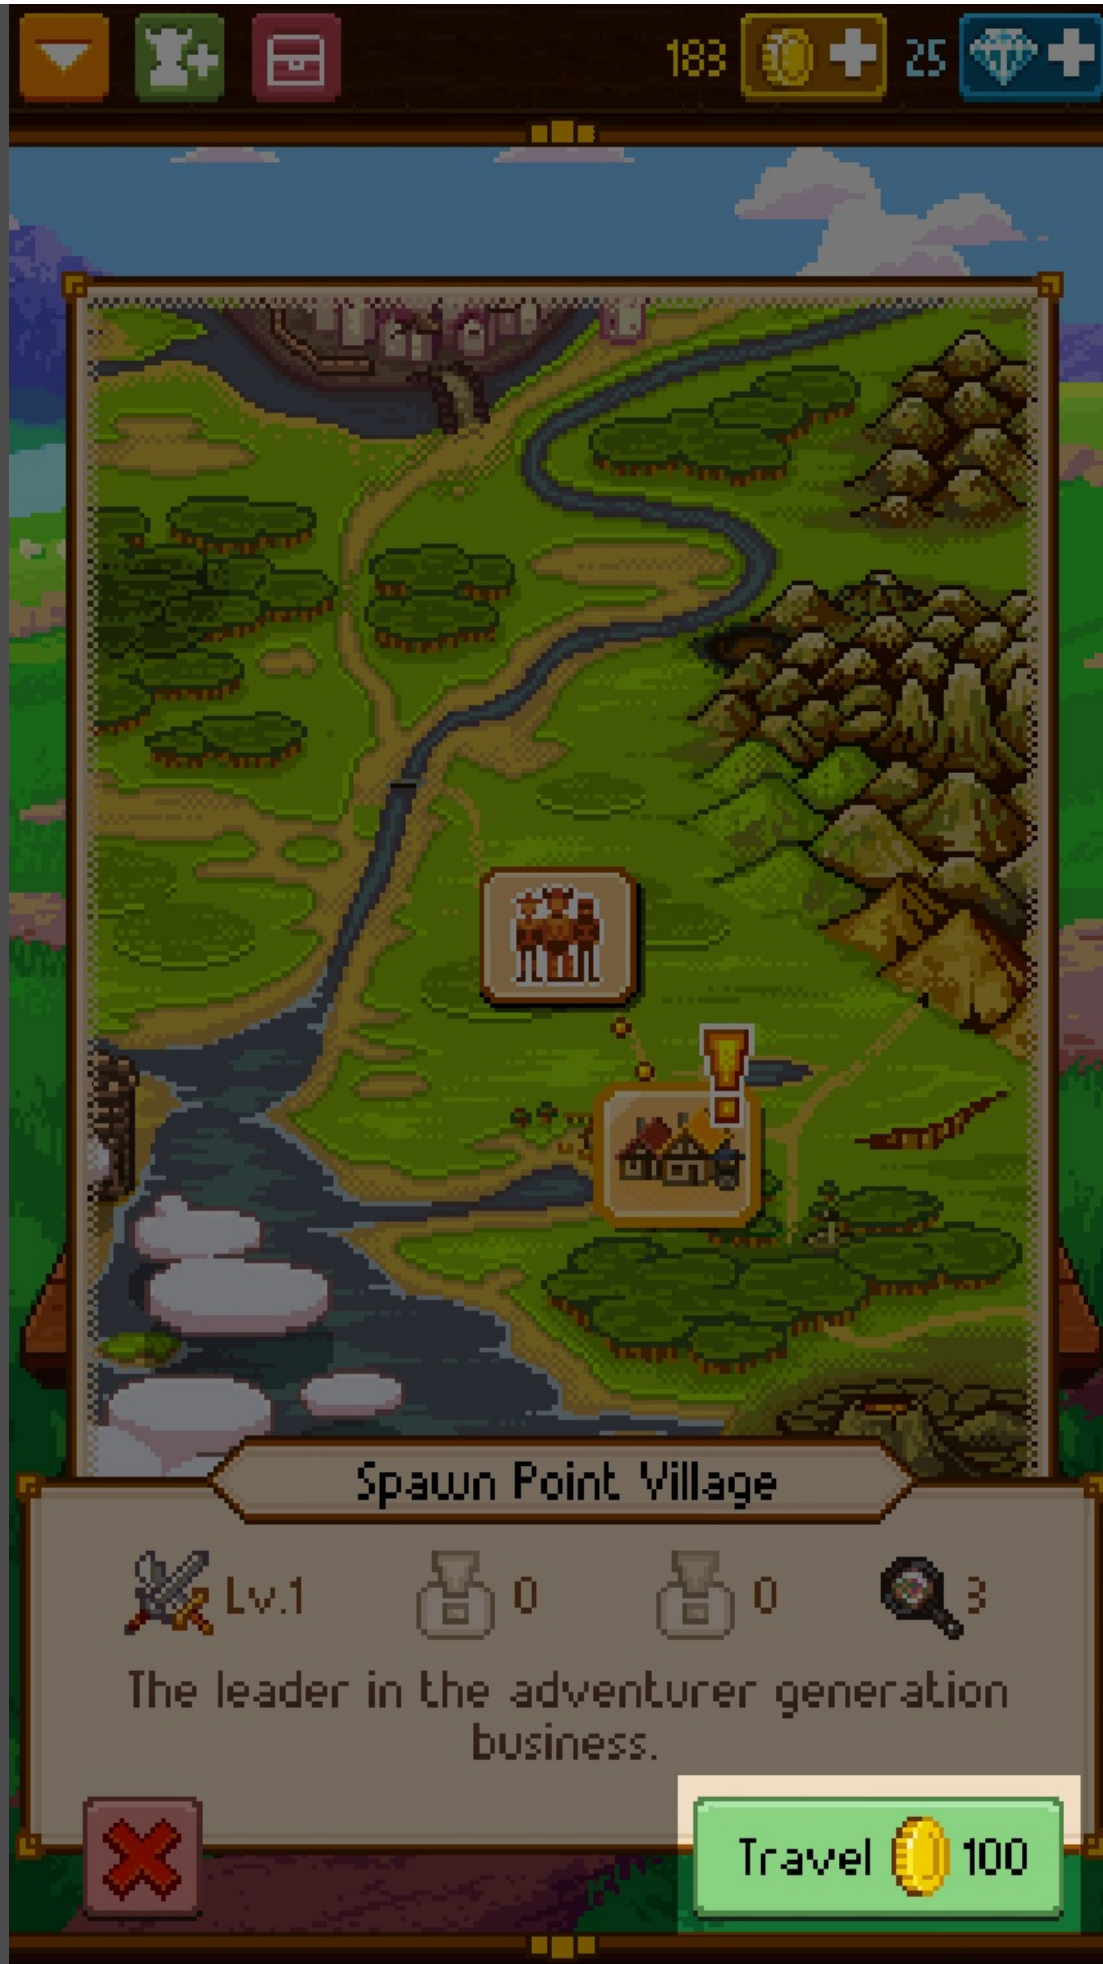 183
25
Spawn Point Village
Lv.1
0
0
3
The leader in the adventurer generation
business.
Travel 100